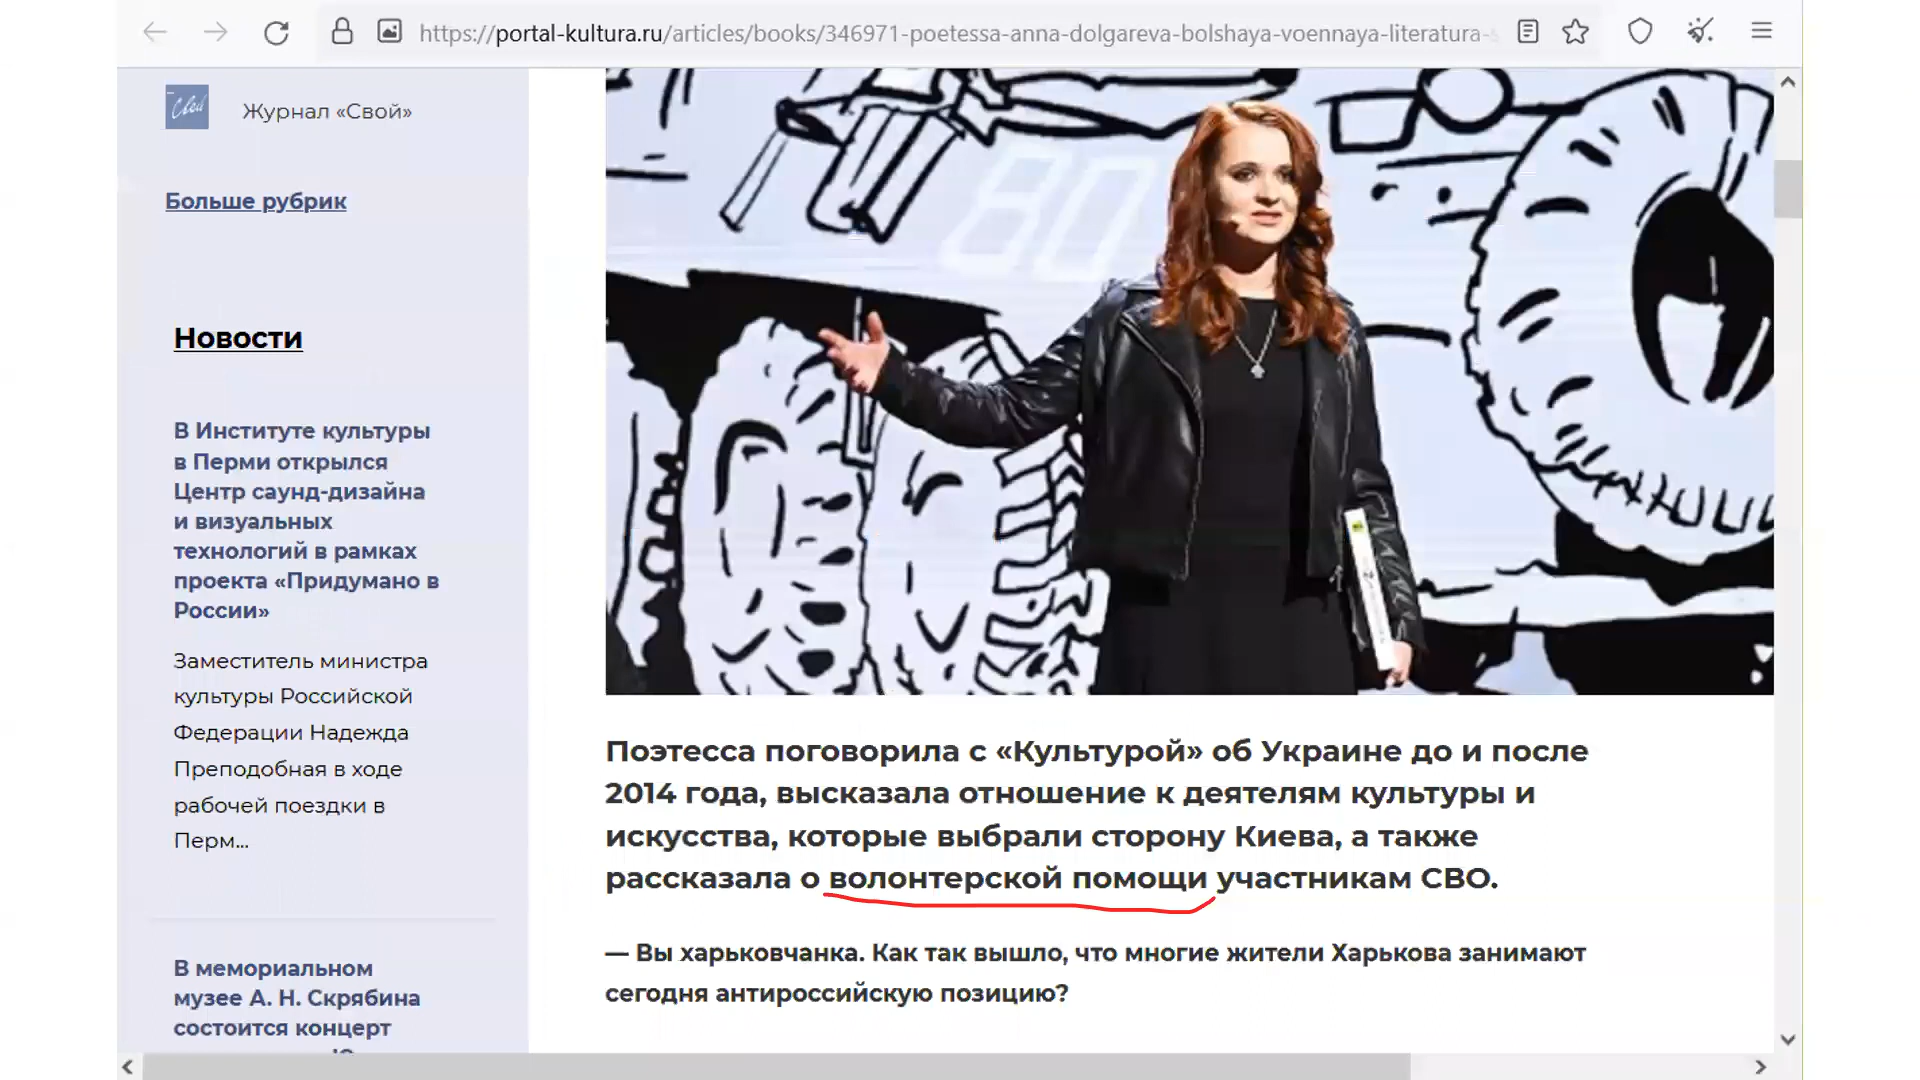 https://portal-kultura.ru/articles/books/346971-poetessa-anna-dolgareva-bolshaya-voennaya-literatura-s
Свой
Журнал «Свой»
Больше рубрик
Новости
В Институте культуры
в Перми открылся
Центр саунд-дизайна
и визуальных
технологий в рамках
проекта «Придумано в
России»
Заместитель министра
культуры Российской
Федерации Надежда
Преподобная в ходе
рабочей поездки в
Перм...
В мемориальном
музее А. Н. Скрябина
состоится концерт
80
Поэтесса поговорила с «Культурой» об Украине до и после
2014 года, высказала отношение к деятелям культуры и
искусства, которые выбрали сторону Киева, а также
рассказала о волонтерской помощи участникам СВО.
— Вы харьковчанка. Как так вышло, что многие жители Харькова занимают
сегодня антироссийскую позицию?